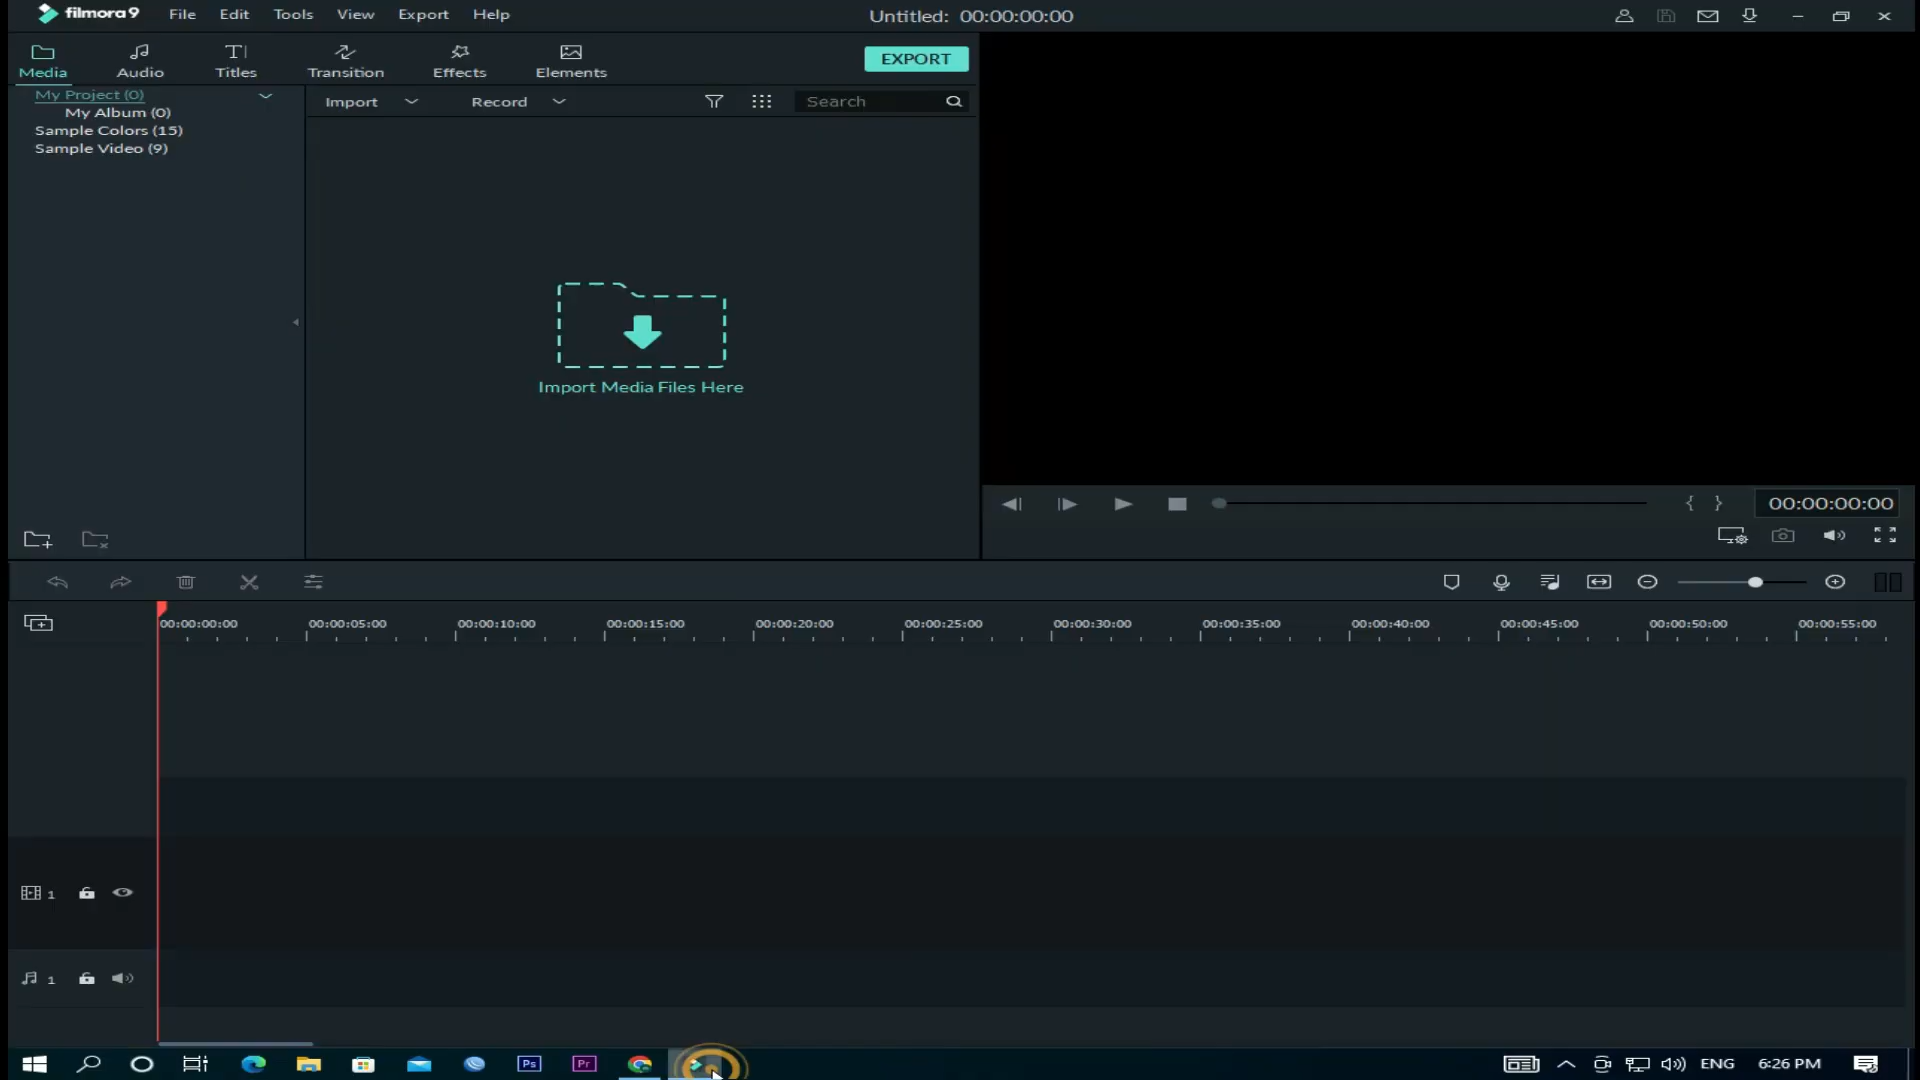 filmora9 File Edit Tools View Export Help Untitled: 00:00:00:00
Media Audio Titles Transition Effects Elements EXPORT
My Project (0) Import Record Search
My Album (0)
Sample Colors (15)
Sample Video (9)
Import Media Files Here
{ } 00:00:00:00
00:00:00:00 00:00:05:00 00:00:10:00 00:00:15:00 00:00:20:00 00:00:25:00 00:00:30:00 00:00:35:00 00:00:40:00 00:00:45:00 00:00:50:00 00:00:55:00
1
1
Ps Pr ENG 6:26 PM